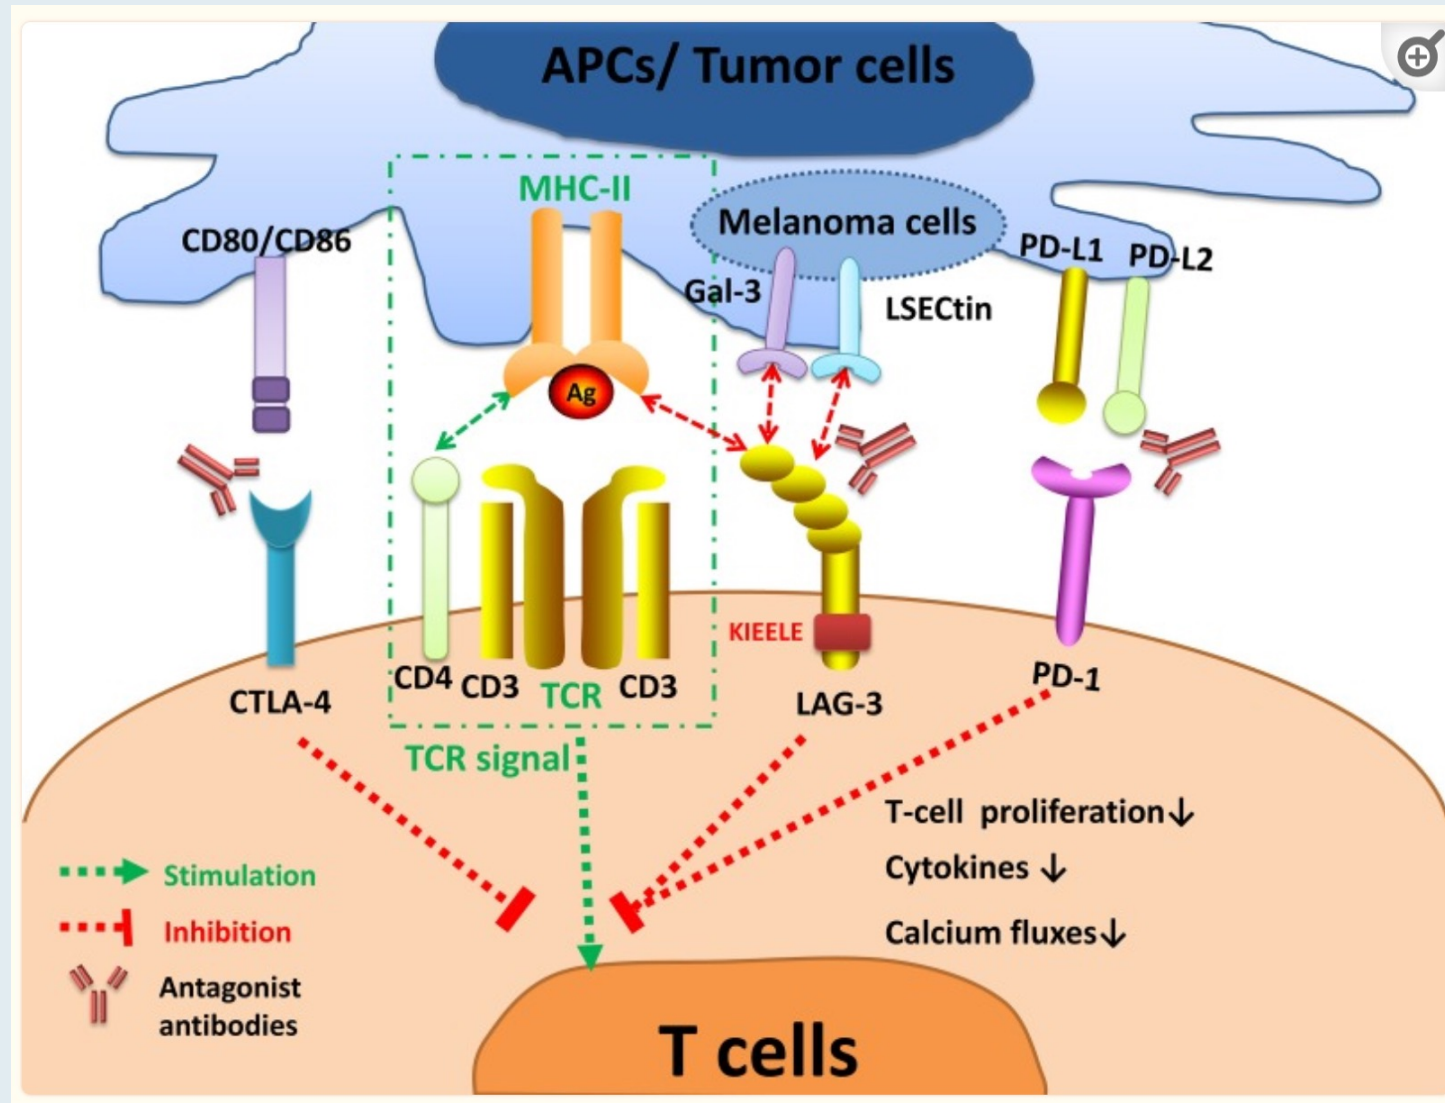 APCs/ Tumor cells
MHC-II
Melanoma cells
CD80/CD86
PD-L1
PD-L2
Gal-3
LSECtin
Ag
KIEELE
CD4
CD3
TCR
CD3
PD-1
CTLA-4
LAG-3
TCR signal
T-cell proliferation↓
Cytokines ↓
Calcium fluxes↓
Stimulation
Inhibition
Antagonist
antibodies
T cells